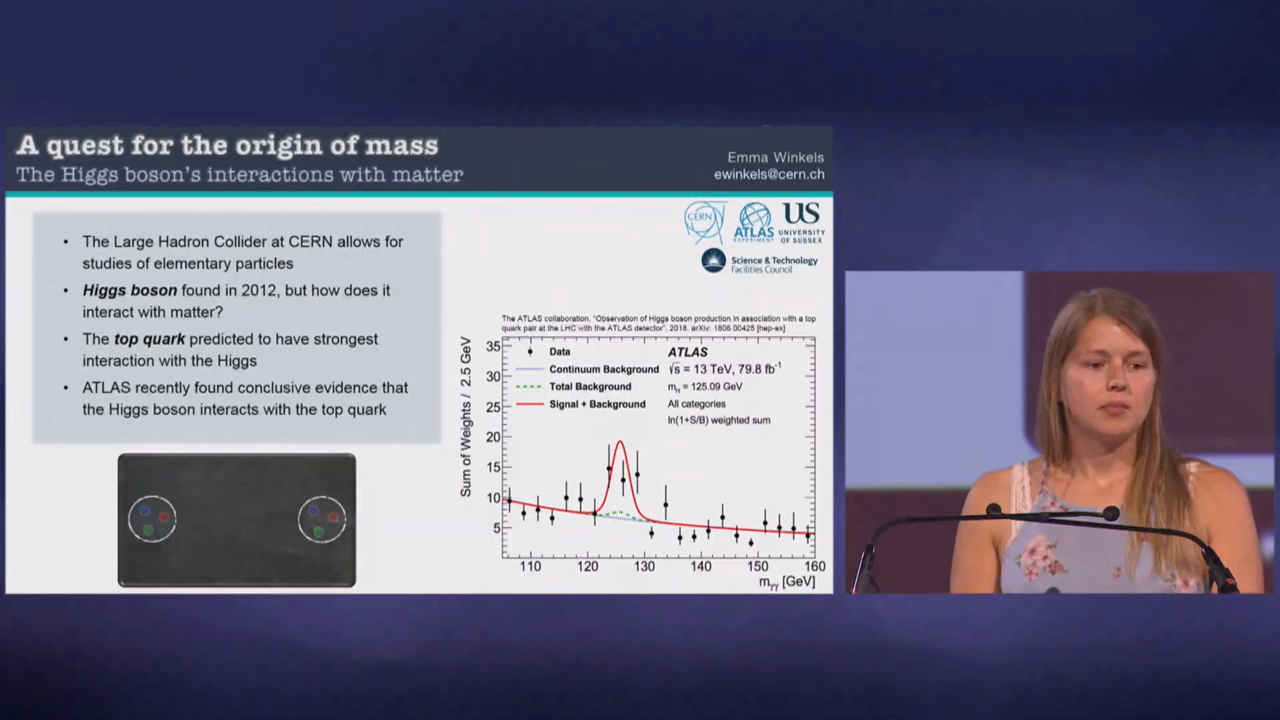 A quest for the origin of mass
The Higgs boson's interactions with matter
Emma Winkels
ewinkels@cern.ch
• The Large Hadron Collider at CERN allows for
studies of elementary particles
• Higgs boson found in 2012, but how does it
interact with matter?
• The top quark predicted to have strongest
interaction with the Higgs
• ATLAS recently found conclusive evidence that
the Higgs boson interacts with the top quark
CERN
ATLAS
EXPERIMENT
US
UNIVERSITY
OF SUSSEX
Science & Technology
Facilities Council
The ATLAS collaboration. "Observation of Higgs boson production in association with a top
quark pair at the LHC with the ATLAS detector", 2018, arXiv: 1806.00425 [hep-ex]
Sum of Weights / 2.5 GeV
35
30
25
20
15
10
5
Data
Continuum Background
Total Background
Signal + Background
ATLAS
√s = 13 TeV, 79.8 fb⁻¹
m_H = 125.09 GeV
All categories
ln(1+S/B) weighted sum
110 120 130 140 150 160
m_γγ [GeV]